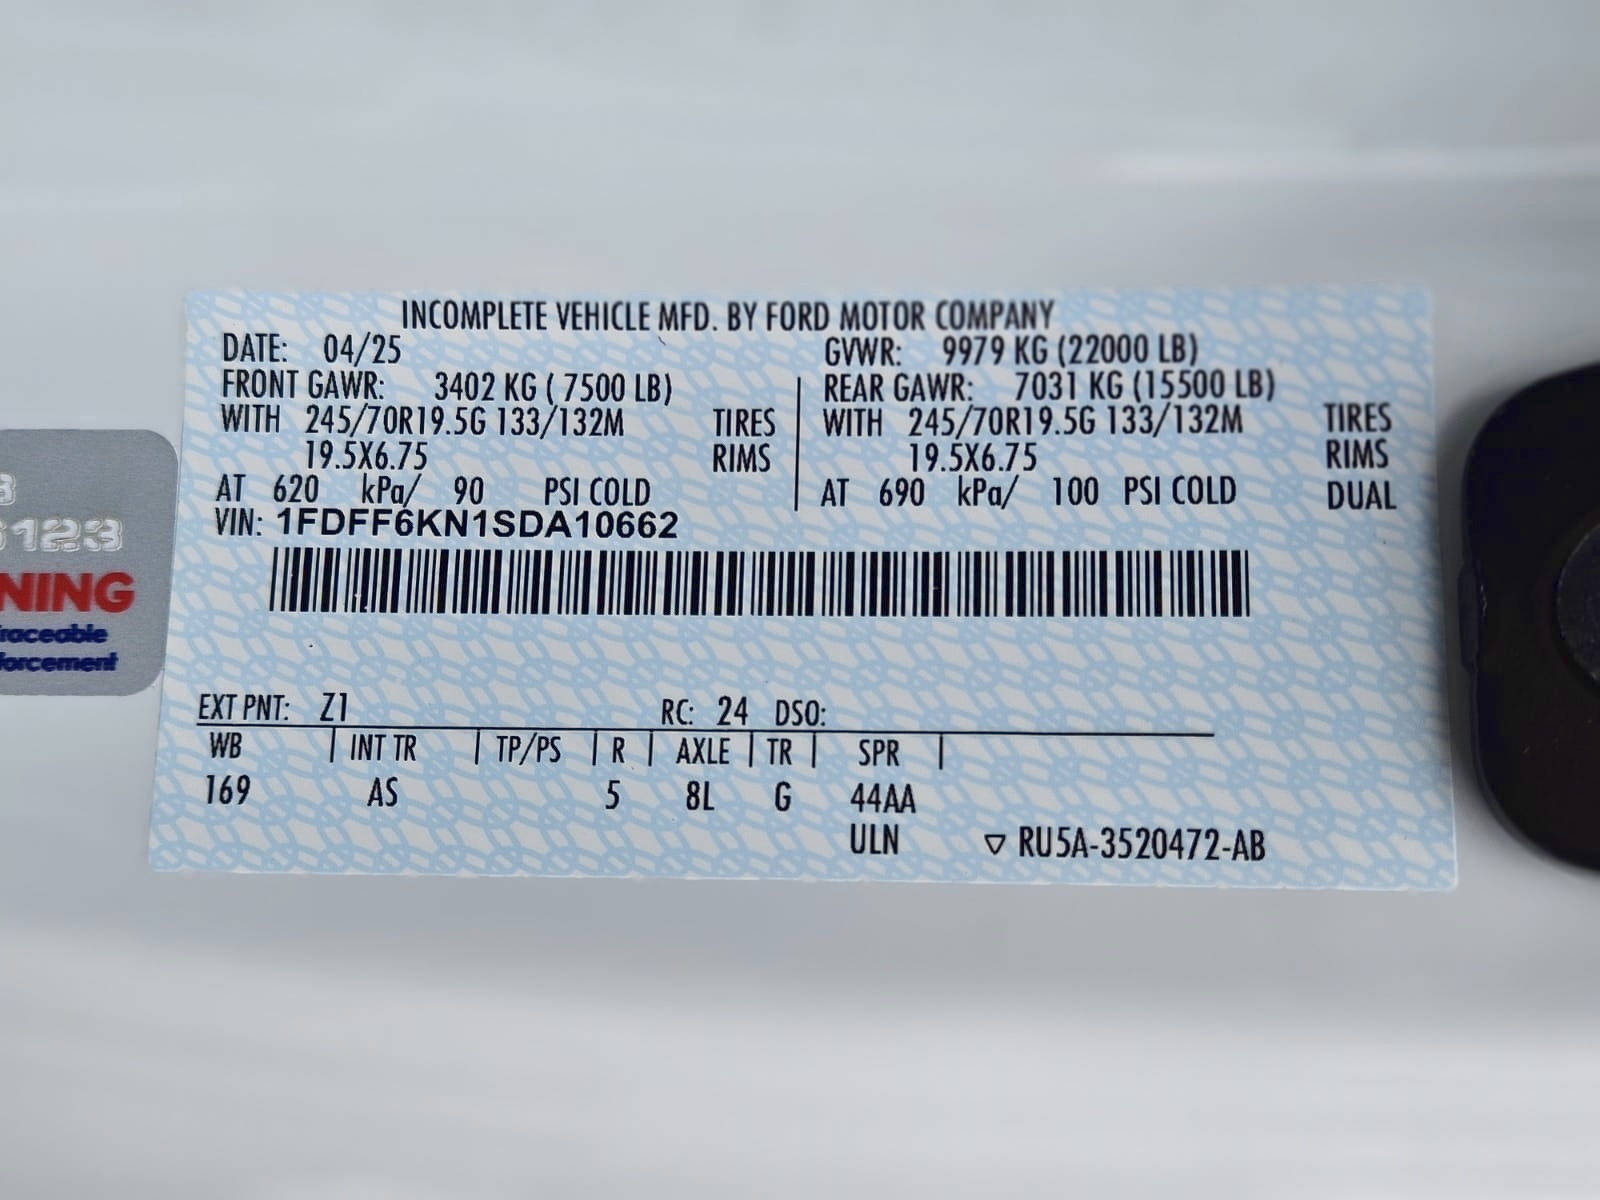 INCOMPLETE VEHICLE MFD. BY FORD MOTOR COMPANY
DATE: 04/25 GVWR: 9979 KG (22000 LB)
FRONT GAWR: 3402 KG ( 7500 LB) REAR GAWR: 7031 KG (15500 LB)
WITH 245/70R19.5G 133/132M TIRES WITH 245/70R19.5G 133/132M TIRES
19.5X6.75 RIMS 19.5X6.75 RIMS
AT 620 kPa/ 90 PSI COLD AT 690 kPa/ 100 PSI COLD DUAL
VIN: 1FDFF6KN1SDA10662
EXT PNT: Z1 RC: 24 DSO:
WB INT TR TP/PS R AXLE TR SPR
169 AS 5 8L G 44AA
ULN ▽ RU5A-3520472-AB
123
NING
raceable
forcement